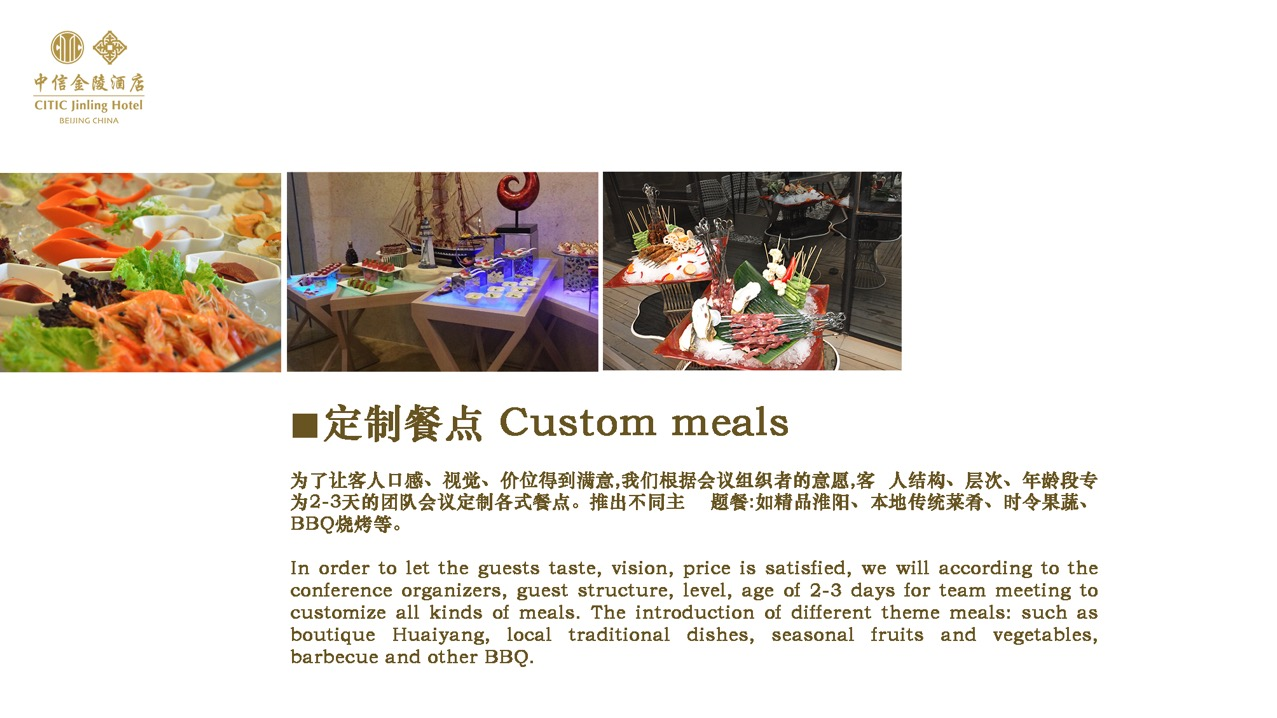 中信金陵酒店
CITIC Jinling Hotel
BEIJING CHINA
■定制餐点 Custom meals
为了让客人口感、视觉、价位得到满意,我们根据会议组织者的意愿,客 人结构、层次、年龄段专
为2-3天的团队会议定制各式餐点。推出不同主 题餐:如精品淮阳、本地传统菜肴、时令果蔬、
BBQ烧烤等。
In order to let the guests taste, vision, price is satisfied, we will according to the
conference organizers, guest structure, level, age of 2-3 days for team meeting to
customize all kinds of meals. The introduction of different theme meals: such as
boutique Huaiyang, local traditional dishes, seasonal fruits and vegetables,
barbecue and other BBQ.